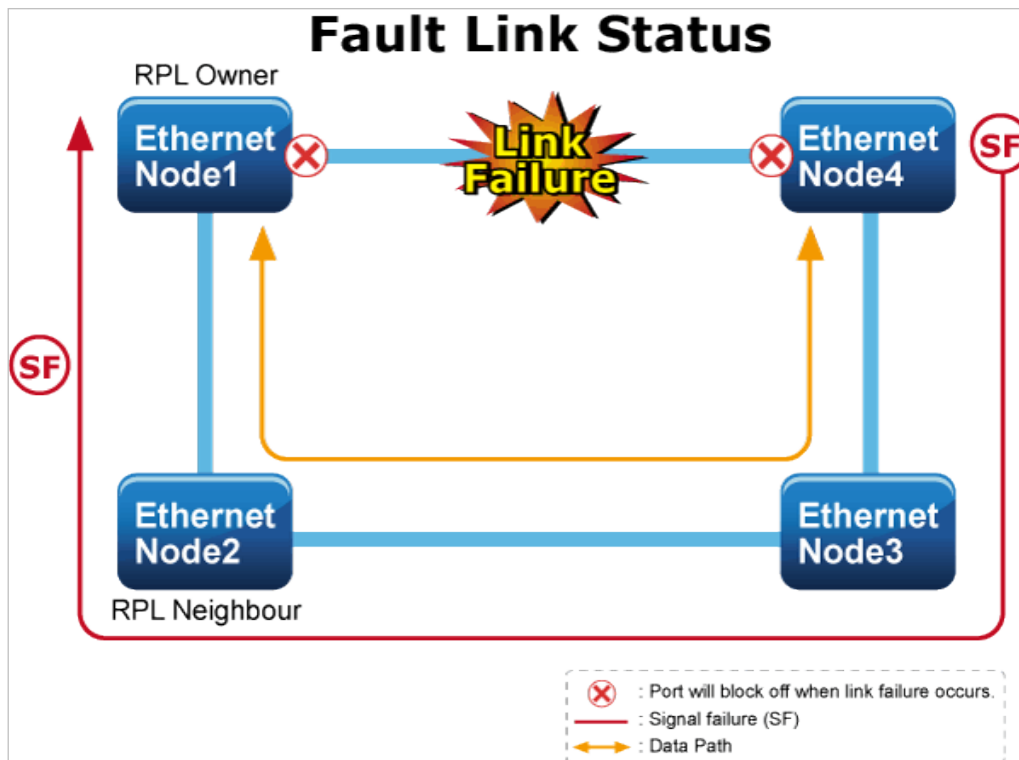 Fault Link Status
RPL Owner
Ethernet
Node1
Link
Failure
Ethernet
Node4
SF
SF
Ethernet
Node2
Ethernet
Node3
RPL Neighbour
: Port will block off when link failure occurs.
: Signal failure (SF)
: Data Path